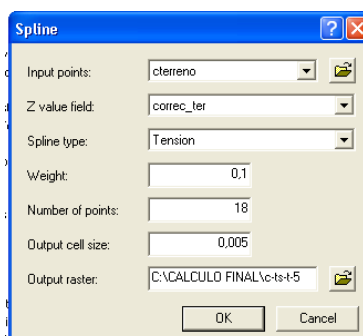 Spline
Input points: cterreno
Z value field: correc_ter
Spline type: Tension
Weight: 0,1
Number of points: 18
Output cell size: 0,005
Output raster: C:\CALCULO FINAL\c-ts-t-5
OK Cancel